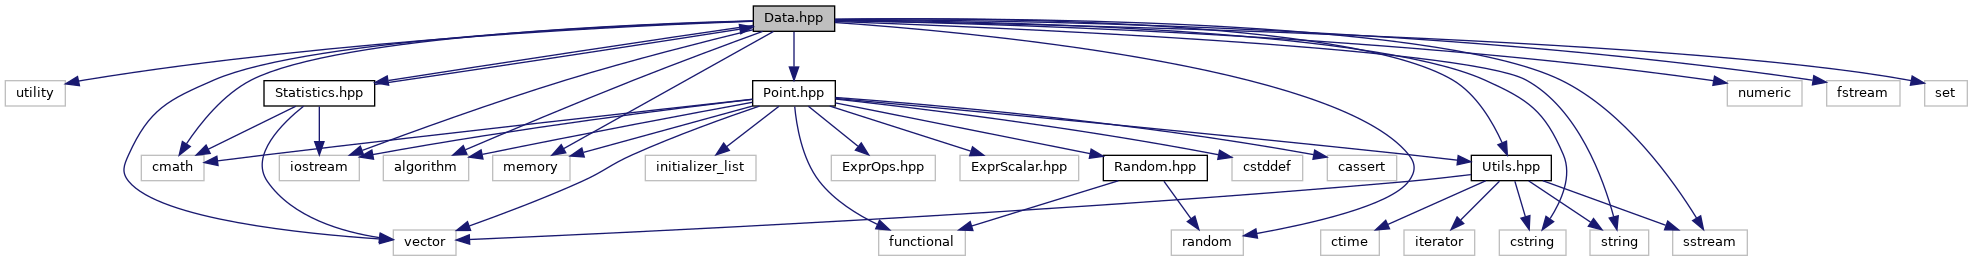 Data.hpp
utility
Statistics.hpp
Point.hpp
numeric
fstream
set
cmath
iostream
algorithm
memory
initializer_list
ExprOps.hpp
ExprScalar.hpp
Random.hpp
cstddef
cassert
Utils.hpp
vector
functional
random
ctime
iterator
cstring
string
sstream